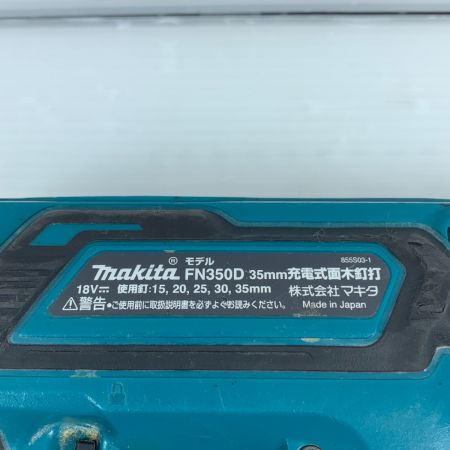 モデル 855S03-1
makita® FN350D 35mm充電式面木釘打
18V⎓ 使用釘:15, 20, 25, 30, 35mm 株式会社マキタ
⚠警告・ご使用前に取扱説明書を必ずよくお読みください。 Made in Japan